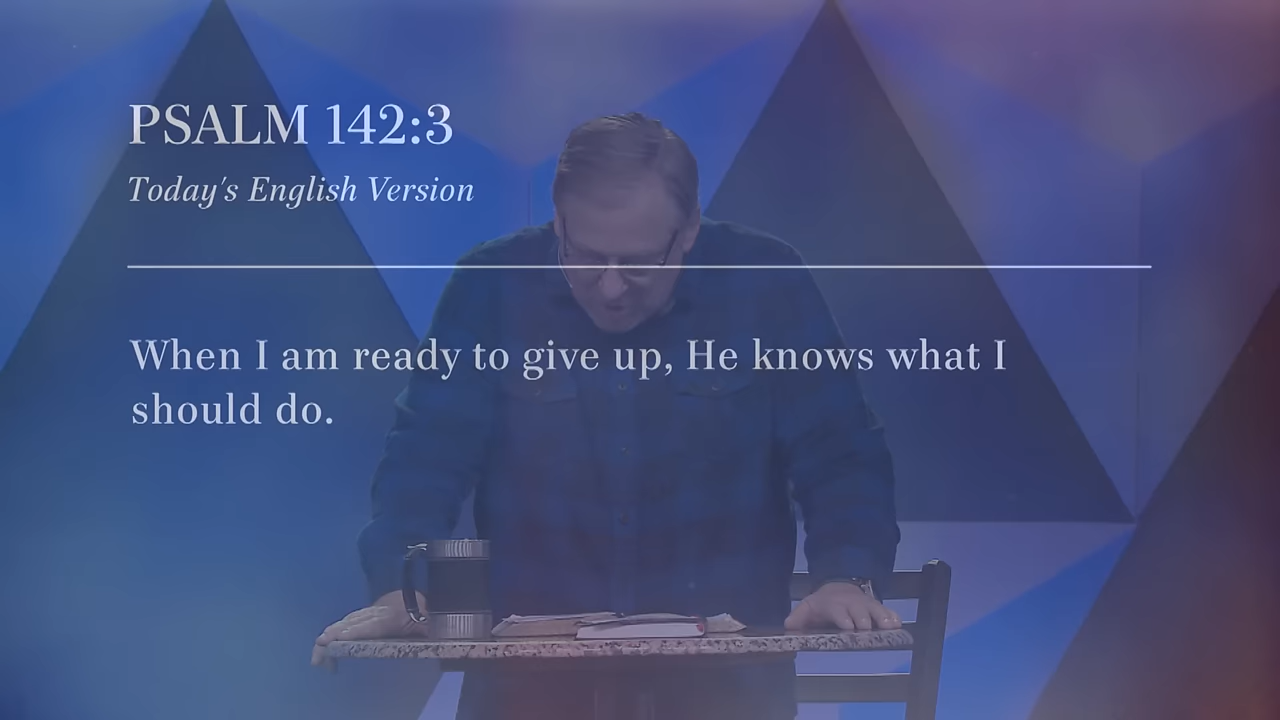 PSALM 142:3
Today's English Version
When I am ready to give up, He knows what I
should do.